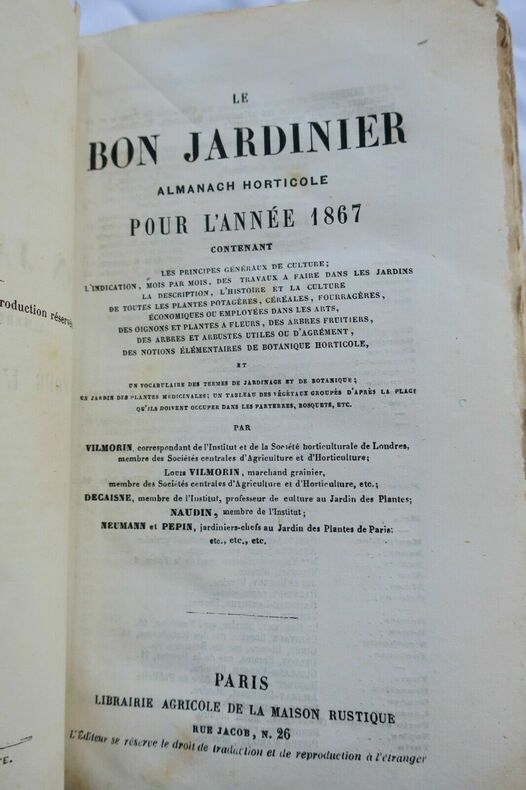 LE
BON JARDINIER
ALMANACH HORTICOLE
POUR L'ANNÉE 1867
CONTENANT
LES PRINCIPES GÉNÉRAUX DE CULTURE;
L'INDICATION, MOIS PAR MOIS, DES TRAVAUX A FAIRE DANS LES JARDINS
LA DESCRIPTION, L'HISTOIRE ET LA CULTURE
DE TOUTES LES PLANTES POTAGÈRES, CÉRÉALES, FOURRAGÈRES,
ÉCONOMIQUES OU EMPLOYÉES DANS LES ARTS,
DES OIGNONS ET PLANTES A FLEURS, DES ARBRES FRUITIERS,
DES ARBRES ET ARBUSTES UTILES OU D'AGRÉMENT,
DES NOTIONS ÉLÉMENTAIRES DE BOTANIQUE HORTICOLE,
ET
UN VOCABULAIRE DES TERMES DE JARDINAGE ET DE BOTANIQUE;
UN JARDIN DES PLANTES MEDICINALES; UN TABLEAU DES VÉGÉTAUX GROUPÉS D'APRÈS LA PLACE
QU'ILS DOIVENT OCCUPER DANS LES PARTERRES, BOSQUETS, ETC.
PAR
VILMORIN, correspondant de l'Institut et de la Société horticulturale de Londres,
membre des Sociétés centrales d'Agriculture et d'Horticulture;
Louis VILMORIN, marchand grainier,
membre des Sociétés centrales d'Agriculture et d'Horticulture, etc.;
DECAISNE, membre de l'Institut, professeur de culture au Jardin des Plantes;
NAUDIN, membre de l'Institut;
NEUMANN et PEPIN, jardiniers-chefs au Jardin des Plantes de Paris;
etc., etc., etc.
PARIS
LIBRAIRIE AGRICOLE DE LA MAISON RUSTIQUE
RUE JACOB, N. 26
L'Éditeur se réserve le droit de traduction et de reproduction à l'étranger
roduction réservés